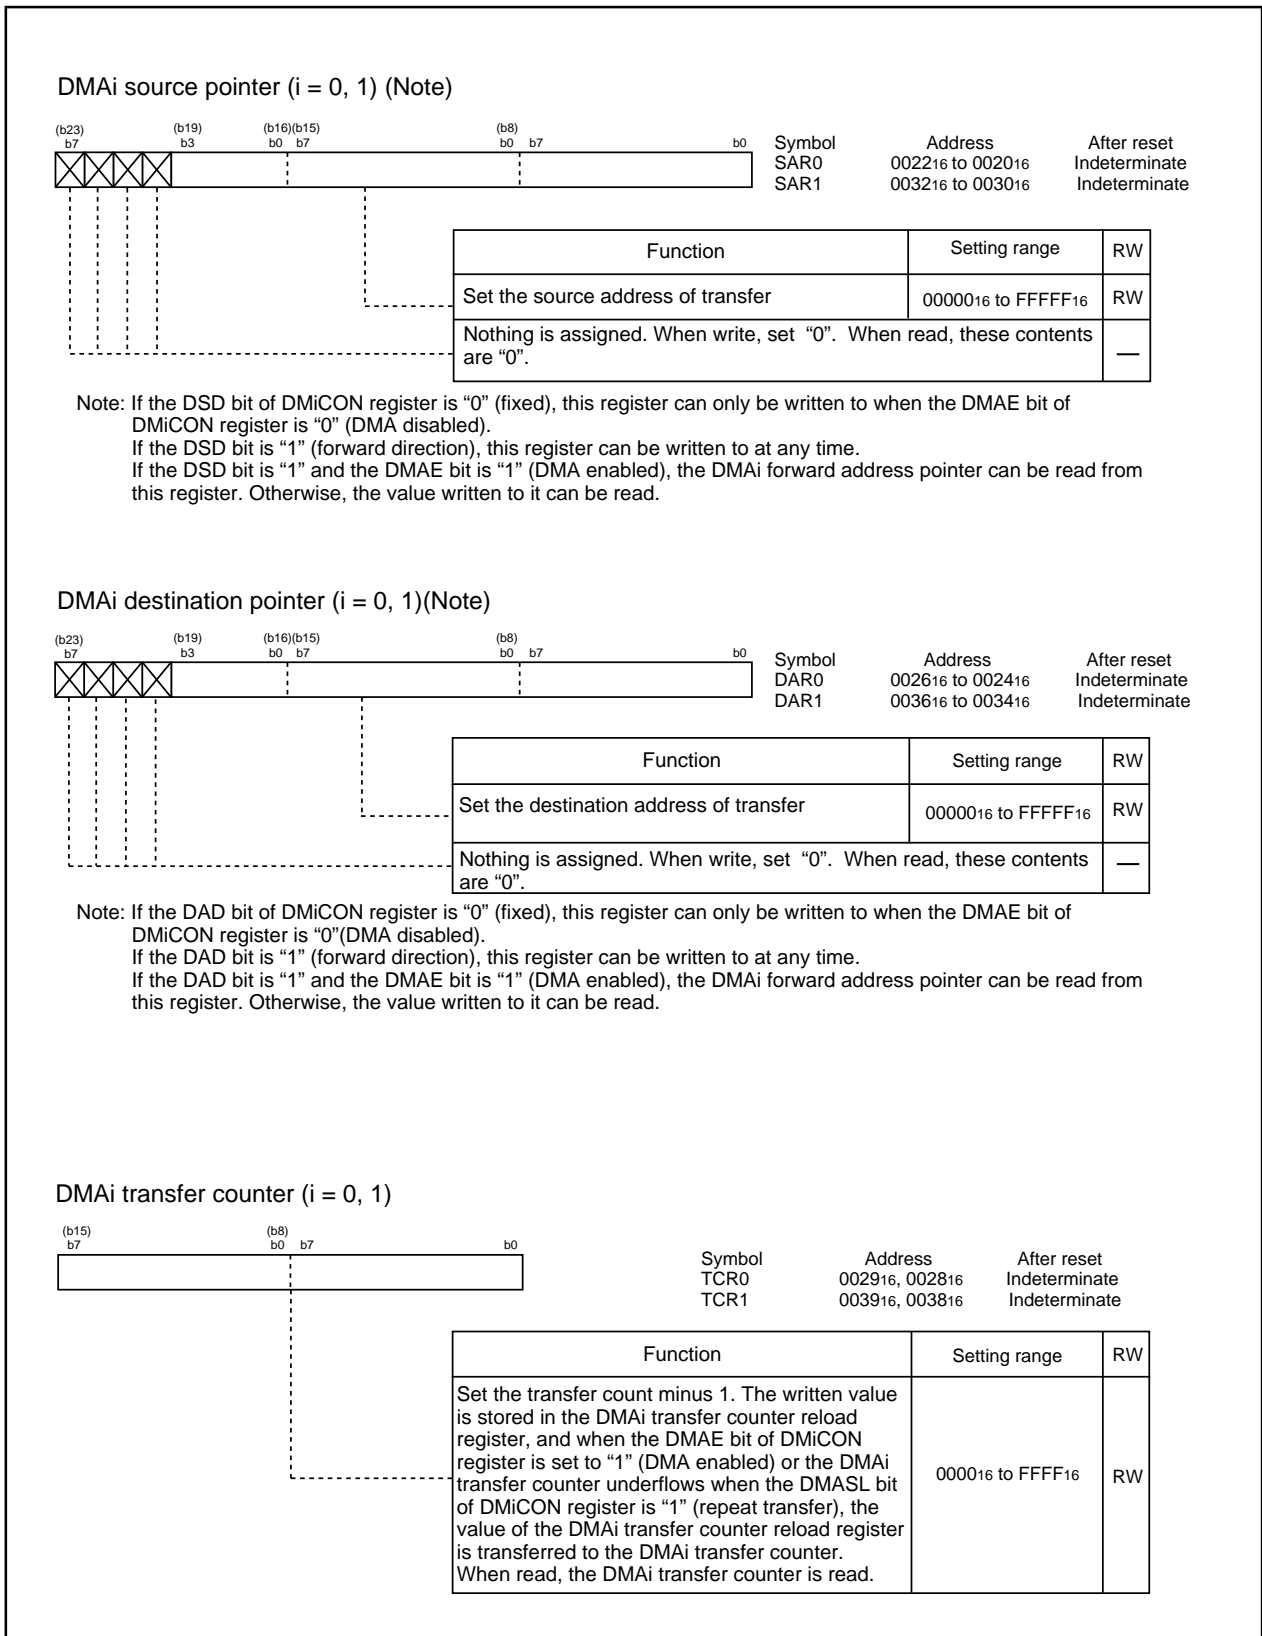 DMAi source pointer (i = 0, 1) (Note)
(b23) (b19) (b16)(b15) (b8)
b7 b3 b0 b7 b0 b7 b0
Symbol Address After reset
SAR0 002216 to 002016 Indeterminate
SAR1 003216 to 003016 Indeterminate
Function Setting range RW
Set the source address of transfer 0000016 to FFFFF16 RW
Nothing is assigned. When write, set “0”. When read, these contents
are “0”. —
Note: If the DSD bit of DMiCON register is “0” (fixed), this register can only be written to when the DMAE bit of
DMiCON register is “0” (DMA disabled).
If the DSD bit is “1” (forward direction), this register can be written to at any time.
If the DSD bit is “1” and the DMAE bit is “1” (DMA enabled), the DMAi forward address pointer can be read from
this register. Otherwise, the value written to it can be read.
DMAi destination pointer (i = 0, 1)(Note)
(b23) (b19) (b16)(b15) (b8)
b7 b3 b0 b7 b0 b7 b0
Symbol Address After reset
DAR0 002616 to 002416 Indeterminate
DAR1 003616 to 003416 Indeterminate
Function Setting range RW
Set the destination address of transfer 0000016 to FFFFF16 RW
Nothing is assigned. When write, set “0”. When read, these contents
are “0”. —
Note: If the DAD bit of DMiCON register is “0” (fixed), this register can only be written to when the DMAE bit of
DMiCON register is “0”(DMA disabled).
If the DAD bit is “1” (forward direction), this register can be written to at any time.
If the DAD bit is “1” and the DMAE bit is “1” (DMA enabled), the DMAi forward address pointer can be read from
this register. Otherwise, the value written to it can be read.
DMAi transfer counter (i = 0, 1)
(b15) (b8)
b7 b0 b7 b0
Symbol Address After reset
TCR0 002916, 002816 Indeterminate
TCR1 003916, 003816 Indeterminate
Function Setting range RW
Set the transfer count minus 1. The written value
is stored in the DMAi transfer counter reload
register, and when the DMAE bit of DMiCON
register is set to “1” (DMA enabled) or the DMAi
transfer counter underflows when the DMASL bit 000016 to FFFF16 RW
of DMiCON register is “1” (repeat transfer), the
value of the DMAi transfer counter reload register
is transferred to the DMAi transfer counter.
When read, the DMAi transfer counter is read.